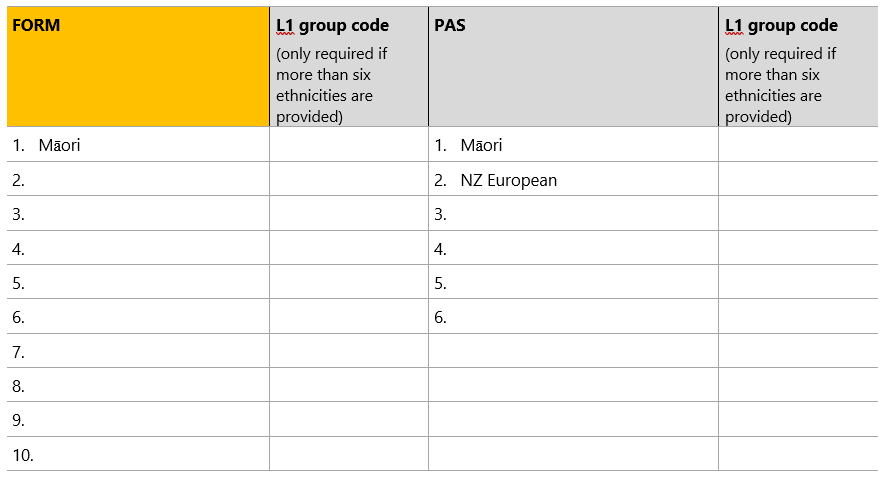 FORM
L1 group code
(only required if
more than six
ethnicities are
provided)
PAS
L1 group code
(only required if
more than six
ethnicities are
provided)
1. Māori
1. Māori
2.
2. NZ European
3.
3.
4.
4.
5.
5.
6.
6.
7.
8.
9.
10.